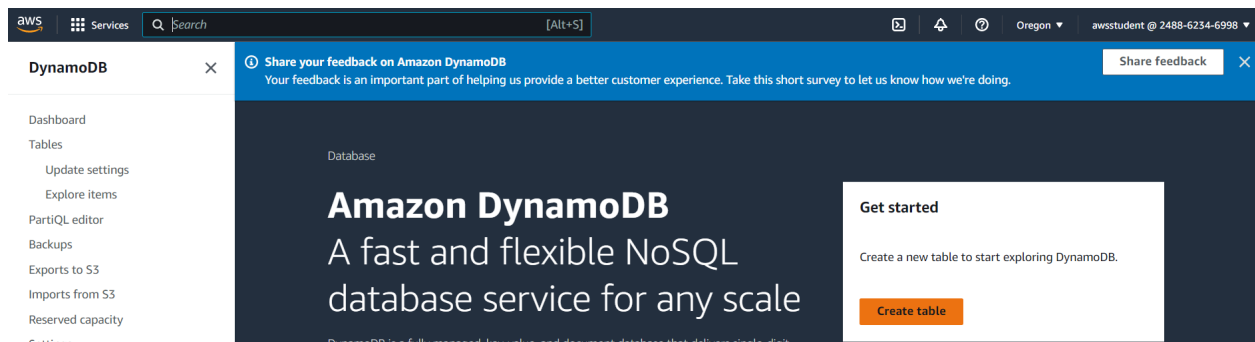 aws
Services
Search
[Alt+S]
Oregon
awsstudent @ 2488-6234-6998
DynamoDB
Dashboard
Tables
Update settings
Explore items
PartiQL editor
Backups
Exports to S3
Imports from S3
Reserved capacity
Share your feedback on Amazon DynamoDB
Your feedback is an important part of helping us provide a better customer experience. Take this short survey to let us know how we're doing.
Share feedback
Database
Amazon DynamoDB
A fast and flexible NoSQL
database service for any scale
Get started
Create a new table to start exploring DynamoDB.
Create table